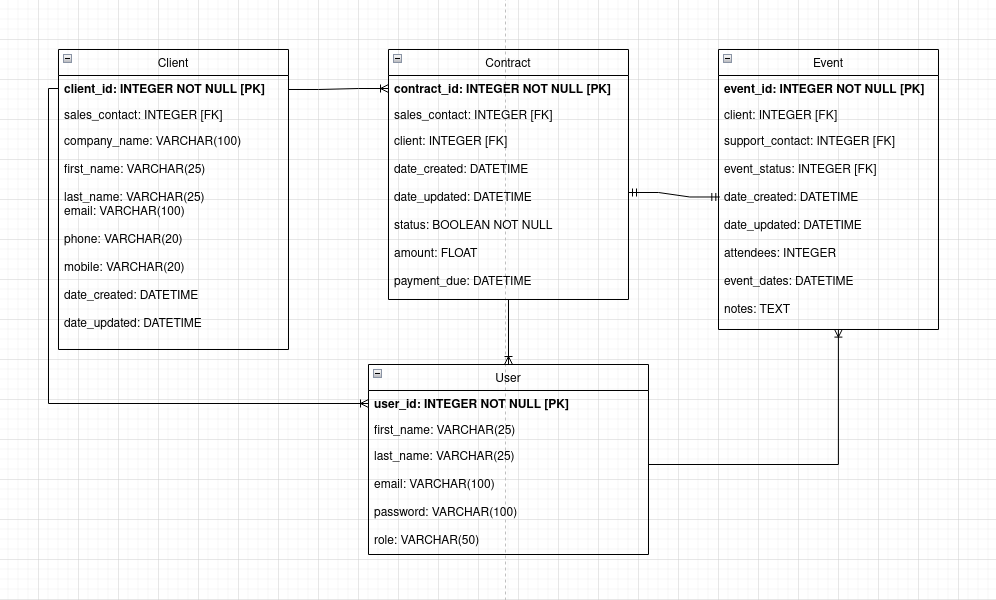 Client
client_id: INTEGER NOT NULL [PK]
sales_contact: INTEGER [FK]
company_name: VARCHAR(100)
first_name: VARCHAR(25)
last_name: VARCHAR(25)
email: VARCHAR(100)
phone: VARCHAR(20)
mobile: VARCHAR(20)
date_created: DATETIME
date_updated: DATETIME
Contract
contract_id: INTEGER NOT NULL [PK]
sales_contact: INTEGER [FK]
client: INTEGER [FK]
date_created: DATETIME
date_updated: DATETIME
status: BOOLEAN NOT NULL
amount: FLOAT
payment_due: DATETIME
Event
event_id: INTEGER NOT NULL [PK]
client: INTEGER [FK]
support_contact: INTEGER [FK]
event_status: INTEGER [FK]
date_created: DATETIME
date_updated: DATETIME
attendees: INTEGER
event_dates: DATETIME
notes: TEXT
User
user_id: INTEGER NOT NULL [PK]
first_name: VARCHAR(25)
last_name: VARCHAR(25)
email: VARCHAR(100)
password: VARCHAR(100)
role: VARCHAR(50)